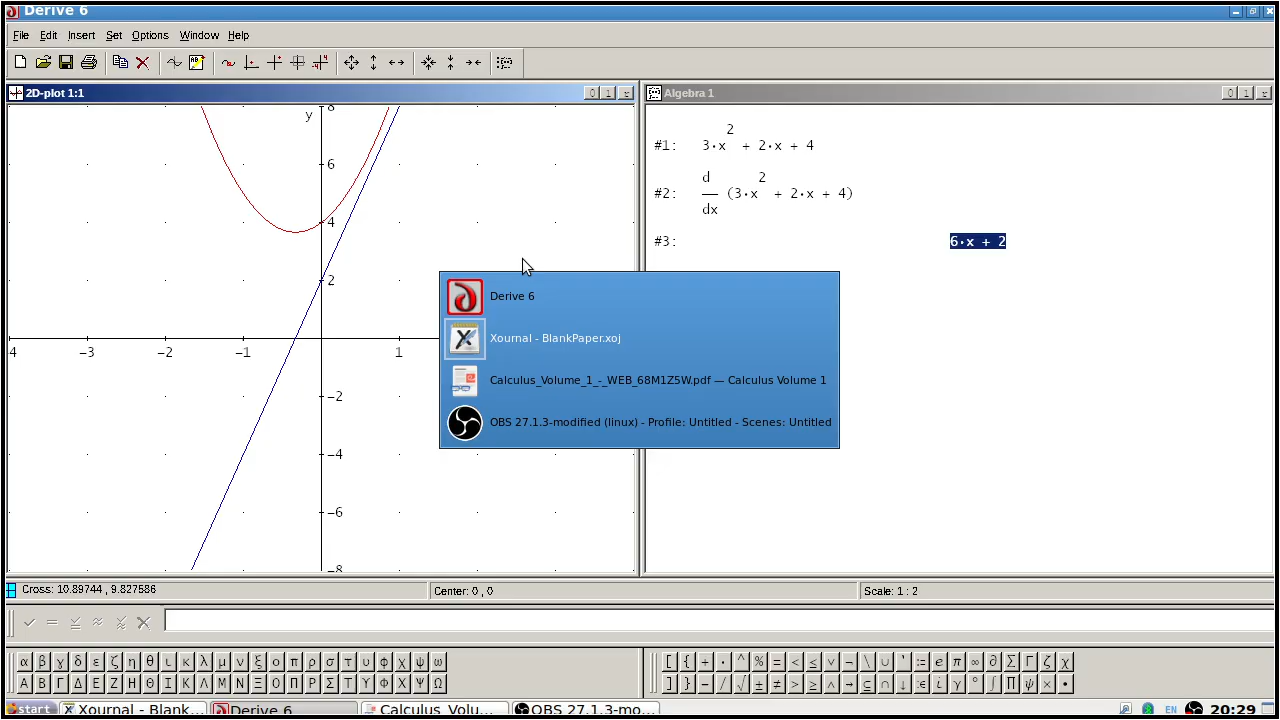 Derive 6
File Edit Insert Set Options Window Help
2D-plot 1:1
Algebra 1
y
8
6
4
2
-2
-4
-6
-8
4 -3 -2 -1 1
2
#1: 3·x + 2·x + 4
d 2
#2: (3·x + 2·x + 4)
dx
#3: 6·x + 2
Derive 6
Xournal - BlankPaper.xoj
Calculus_Volume_1_-_WEB_68M1Z5W.pdf — Calculus Volume 1
OBS 27.1.3-modified (linux) - Profile: Untitled - Scenes: Untitled
Cross: 10.89744 , 9.827586
Center: 0 , 0
Scale: 1 : 2
α β γ δ ε ζ η θ ι κ λ μ ν ξ ο π ρ σ τ υ φ χ ψ ω
Α Β Γ Δ Ε Ζ Η Θ Ι Κ Λ Μ Ν Ξ Ο Π Ρ Σ Τ Υ Φ Χ Ψ Ω
[ { + · ^ % = < ≤ ∨ ¬ \ ∪ ' := e π ∞ ∂ ∑ Γ ζ χ
] } − / √ ± ≠ > ≥ ∧ → ⊆ ∩ ↓ :∈ i γ ° ∫ ∏ ψ × •
start
Xournal - Blank...
Derive 6
Calculus_Volu...
OBS 27.1.3-mo...
EN
20:29